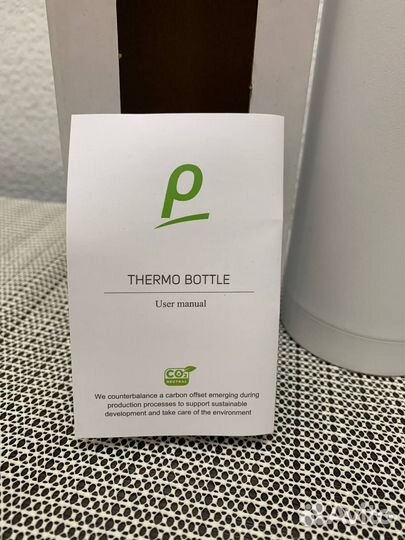 ρ
THERMO BOTTLE
User manual
CO2
NEUTRAL
We counterbalance a carbon offset emerging during
production processes to support sustainable
development and take care of the environment
Avito